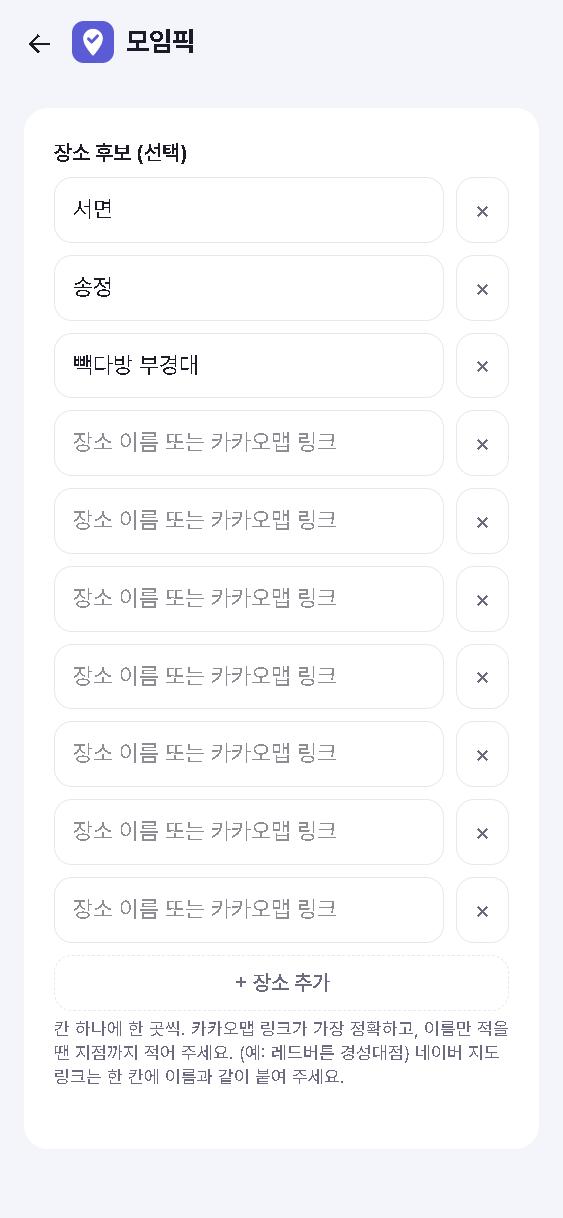 모임픽
장소 후보 (선택)
서면
×
송정
×
빽다방 부경대
×
장소 이름 또는 카카오맵 링크
×
장소 이름 또는 카카오맵 링크
×
장소 이름 또는 카카오맵 링크
×
장소 이름 또는 카카오맵 링크
×
장소 이름 또는 카카오맵 링크
×
장소 이름 또는 카카오맵 링크
×
장소 이름 또는 카카오맵 링크
×
+ 장소 추가
칸 하나에 한 곳씩. 카카오맵 링크가 가장 정확하고, 이름만 적을
땐 지점까지 적어 주세요. (예: 레드버튼 경성대점) 네이버 지도
링크는 한 칸에 이름과 같이 붙여 주세요.